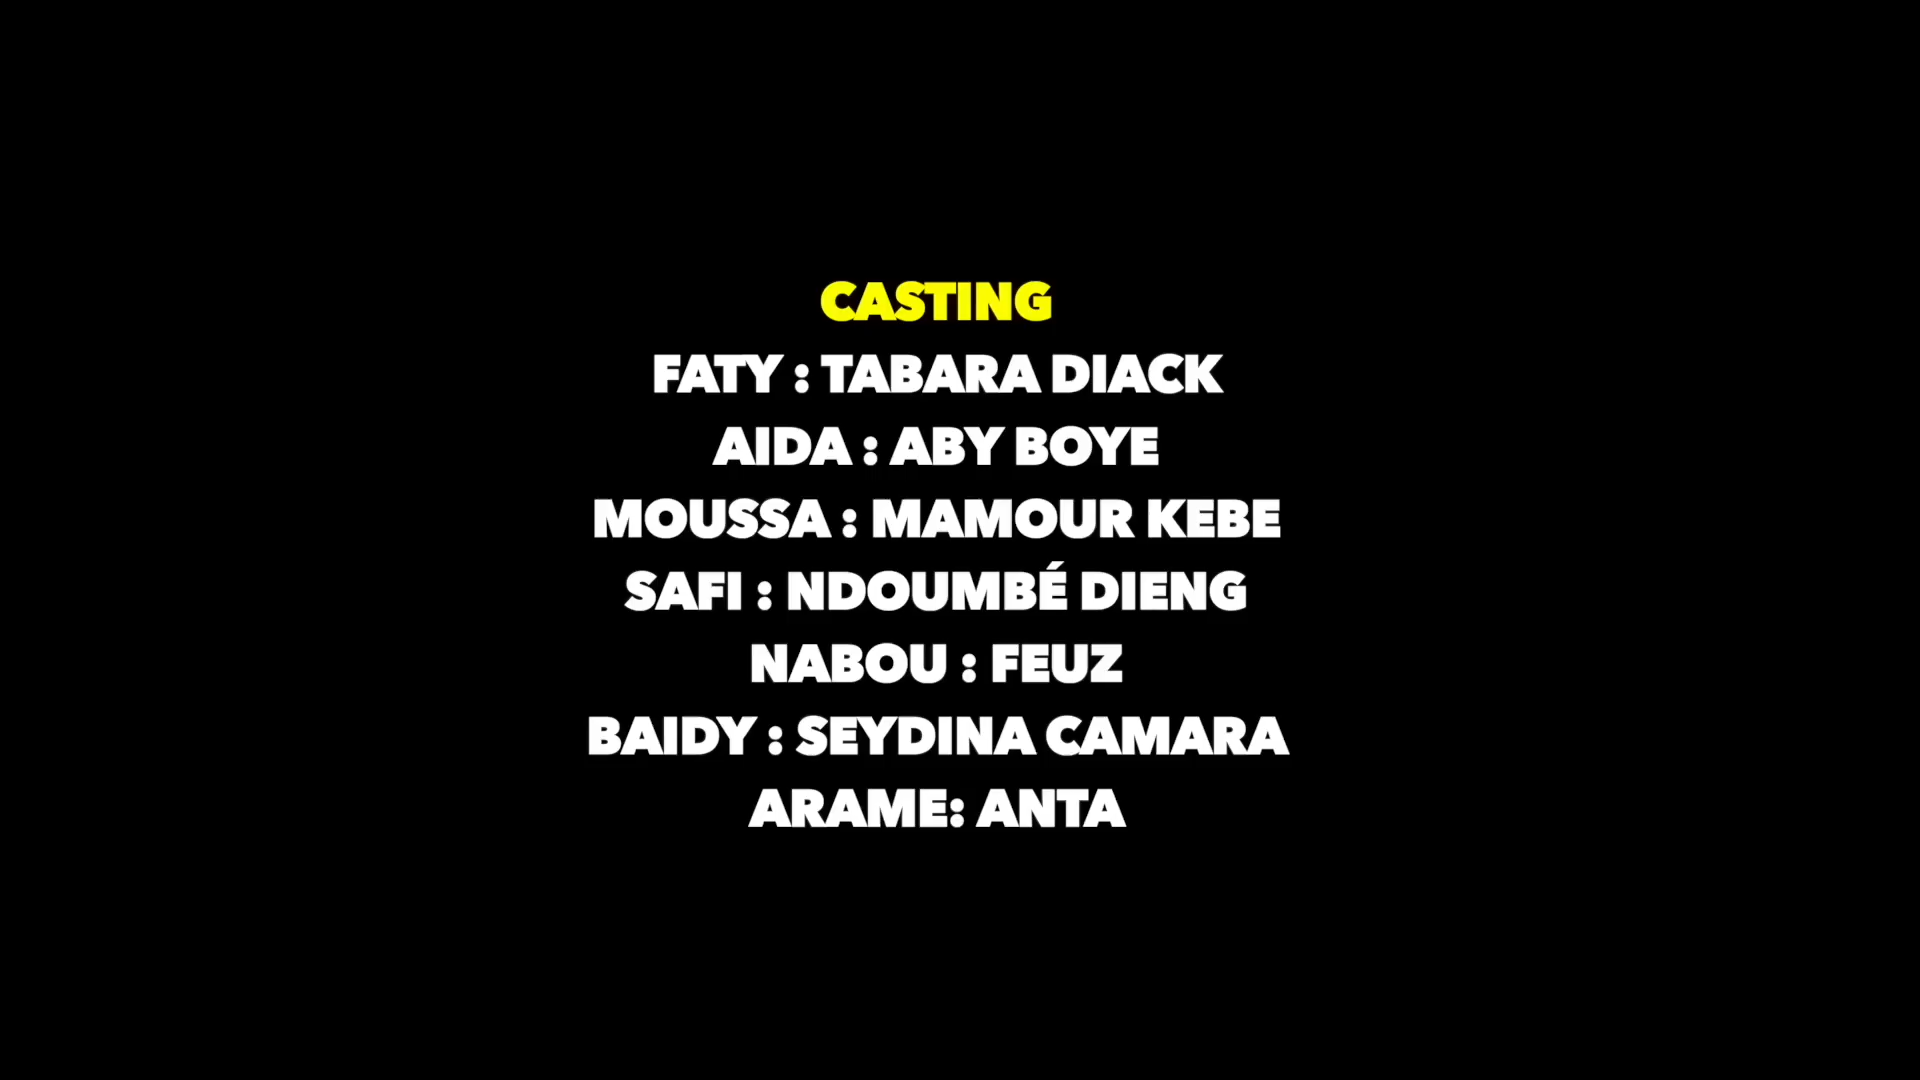 CASTING
FATY : TABARA DIACK
AIDA : ABY BOYE
MOUSSA : MAMOUR KEBE
SAFI : NDOUMBÉ DIENG
NABOU : FEUZ
BAIDY : SEYDINA CAMARA
ARAME: ANTA